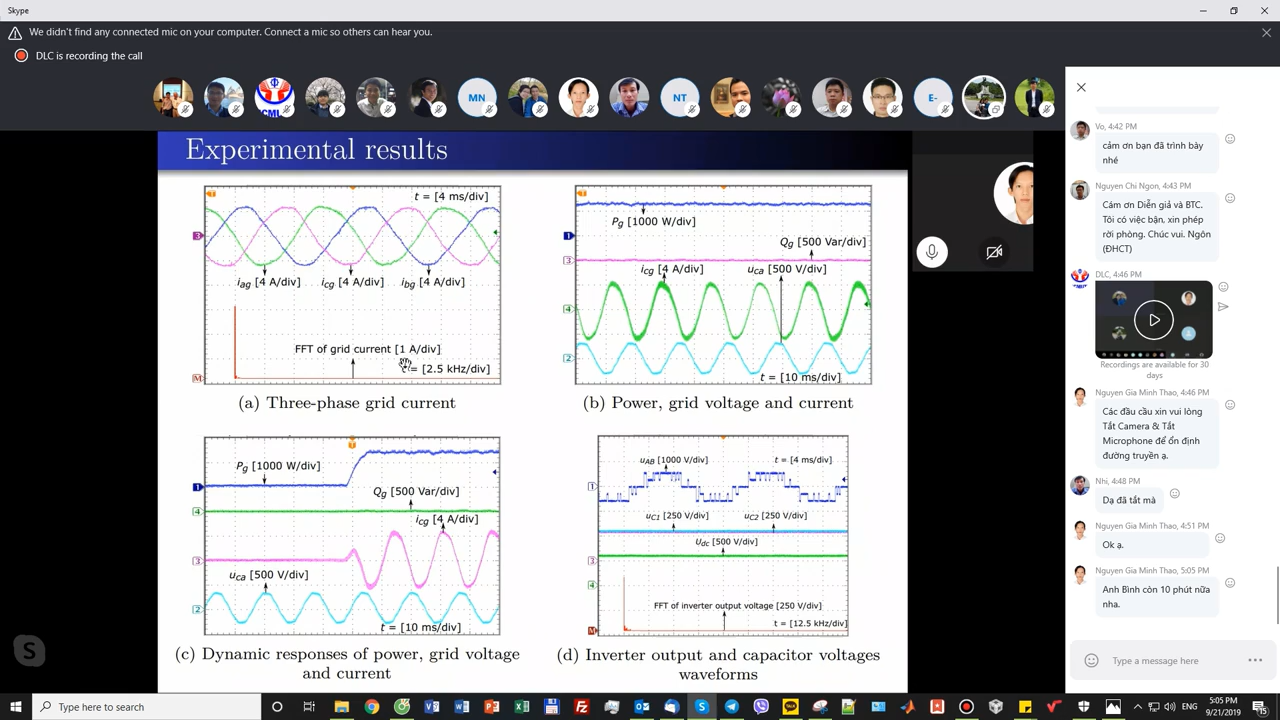 Skype
We didn't find any connected mic on your computer. Connect a mic so others can hear you.
DLC is recording the call
MN
NT
E-
Experimental results
t = [4 ms/div]
iag [4 A/div]
icg [4 A/div]
ibg [4 A/div]
FFT of grid current [1 A/div]
= [2.5 kHz/div]
(a) Three-phase grid current
Pg [1000 W/div]
Qg [500 Var/div]
icg [4 A/div]
uca [500 V/div]
t = [10 ms/div]
(b) Power, grid voltage and current
Pg [1000 W/div]
Qg [500 Var/div]
icg [4 A/div]
uca [500 V/div]
t = [10 ms/div]
(c) Dynamic responses of power, grid voltage
and current
uAB [1000 V/div]
t = [4 ms/div]
uC1 [250 V/div]
uC2 [250 V/div]
Udc [500 V/div]
FFT of inverter output voltage [250 V/div]
t = [12.5 kHz/div]
(d) Inverter output and capacitor voltages
waveforms
Vo, 4:42 PM
cảm ơn bạn đã trình bày
nhé
Nguyen Chi Ngon, 4:43 PM
Cám ơn Diễn giả và BTC.
Tôi có việc bận, xin phép
rời phòng. Chúc vui. Ngôn
(ĐHCT)
DLC, 4:46 PM
Recordings are available for 30
days
Nguyen Gia Minh Thao, 4:46 PM
Các đầu cầu xin vui lòng
Tắt Camera & Tắt
Microphone để ổn định
đường truyền ạ.
Nhi, 4:48 PM
Dạ đã tắt mà
Nguyen Gia Minh Thao, 4:51 PM
Ok ạ.
Nguyen Gia Minh Thao, 5:05 PM
Anh Bình còn 10 phút nữa
nha.
Type a message here
Type here to search
ENG
5:05 PM
9/21/2019